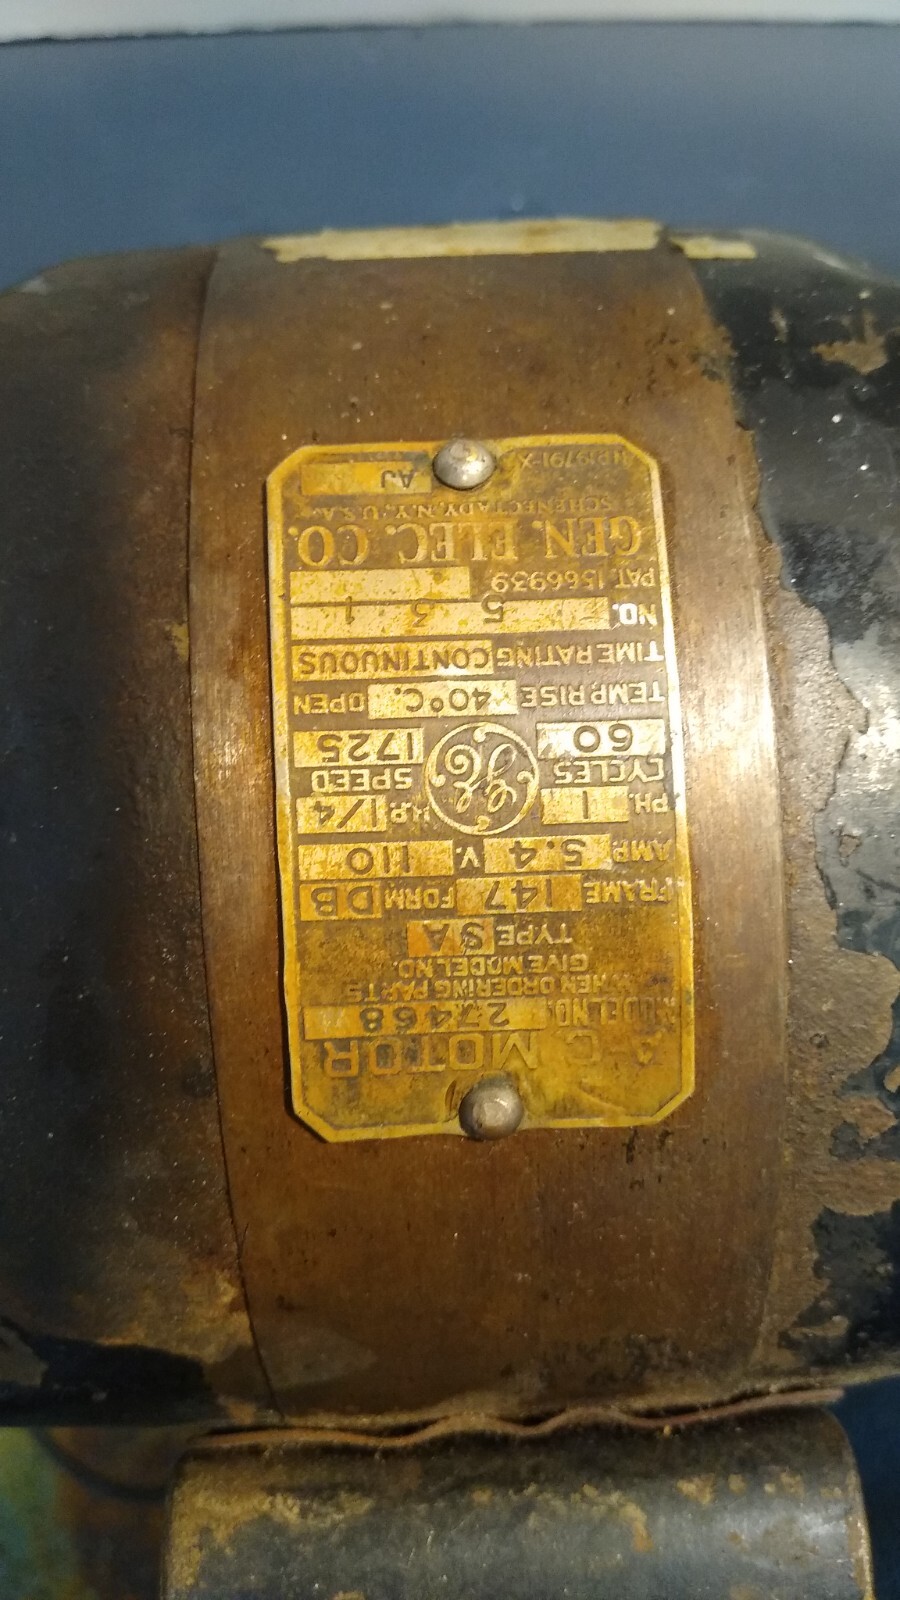 A-C MOTOR
MODEL NO. 27468
WHEN ORDERING PARTS
GIVE MODEL NO.
TYPE SA
FRAME 147 FORM DB
AMP. 5.4 V. 110
PH. 1 H.P. 1/4
CYCLES SPEED
60 1725
GE
TEMP. RISE 40°C. OPEN
TIME RATING CONTINUOUS
NO. 5 3 1
PAT. 1566939
GEN. ELEC. CO.
SCHENECTADY, N.Y., U.S.A.
NP19791-X AJ